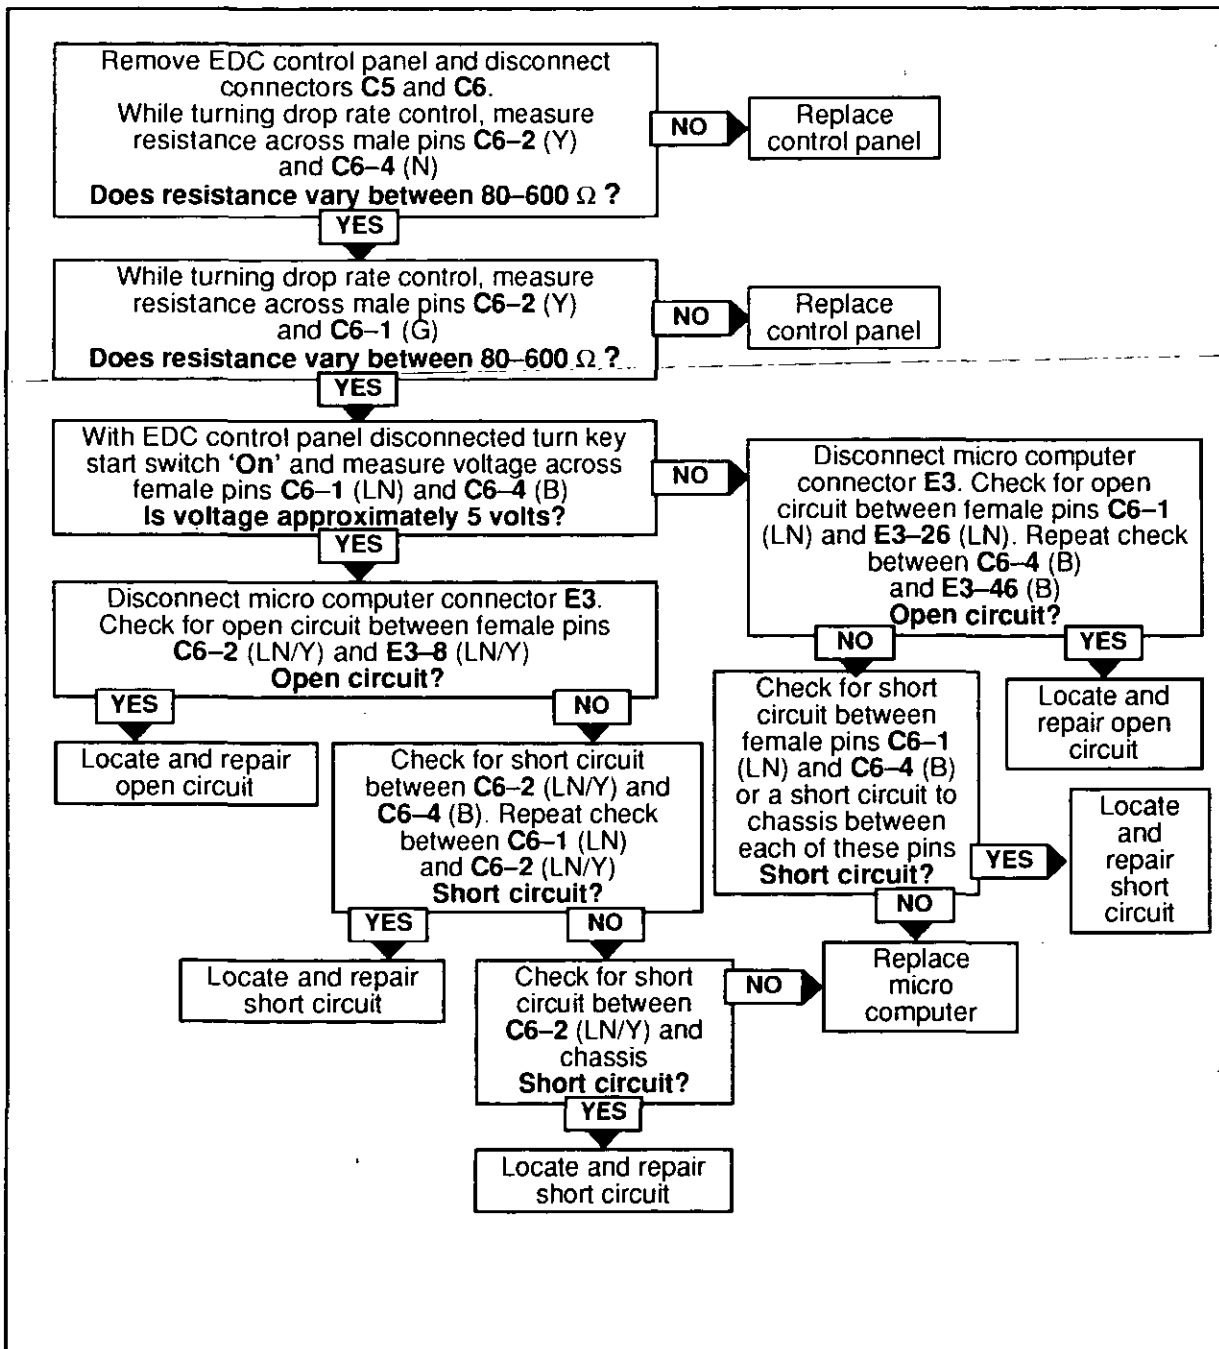 Remove EDC control panel and disconnect
connectors C5 and C6.
While turning drop rate control, measure
resistance across male pins C6–2 (Y)
and C6–4 (N)
Does resistance vary between 80–600 Ω ?
NO
Replace
control panel
YES
While turning drop rate control, measure
resistance across male pins C6–2 (Y)
and C6–1 (G)
Does resistance vary between 80–600 Ω ?
NO
Replace
control panel
YES
With EDC control panel disconnected turn key
start switch ‘On’ and measure voltage across
female pins C6–1 (LN) and C6–4 (B)
Is voltage approximately 5 volts?
NO
Disconnect micro computer
connector E3. Check for open
circuit between female pins C6–1
(LN) and E3–26 (LN). Repeat check
between C6–4 (B)
and E3–46 (B)
Open circuit?
YES
Disconnect micro computer connector E3.
Check for open circuit between female pins
C6–2 (LN/Y) and E3–8 (LN/Y)
Open circuit?
NO
YES
YES
NO
Check for short
circuit between
female pins C6–1
(LN) and C6–4 (B)
or a short circuit to
chassis between
each of these pins
Short circuit?
Locate and
repair open
circuit
Locate and repair
open circuit
Check for short circuit
between C6–2 (LN/Y) and
C6–4 (B). Repeat check
between C6–1 (LN)
and C6–2 (LN/Y)
Short circuit?
YES
Locate
and
repair
short
circuit
NO
YES
NO
Locate and repair
short circuit
Check for short
circuit between
C6–2 (LN/Y) and
chassis
Short circuit?
NO
Replace
micro
computer
YES
Locate and repair
short circuit